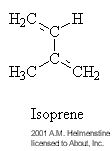 H₂C H
C
C
H₃C CH₂
Isoprene
2001 A.M. Helmenstine
licensed to About, Inc.